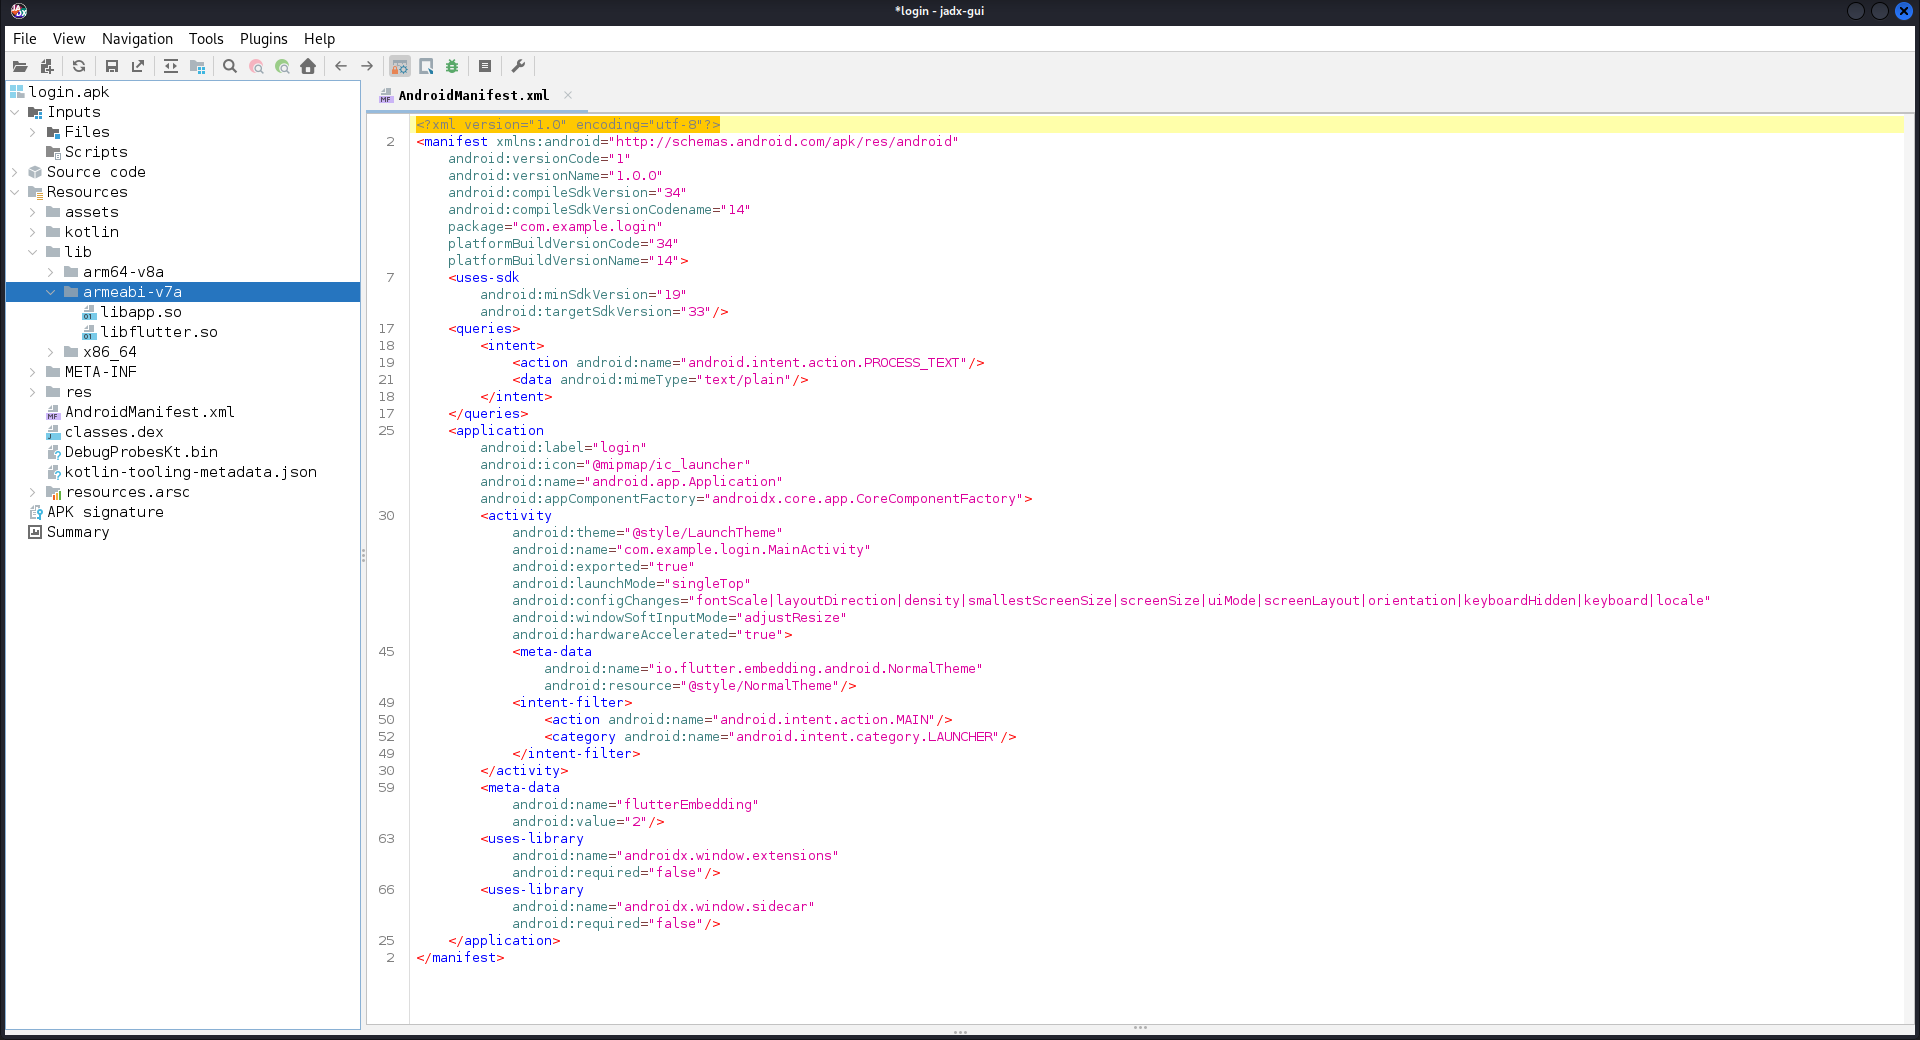 *login - jadx-gui
File View Navigation Tools Plugins Help
login.apk
Inputs
Files
Scripts
Source code
Resources
assets
kotlin
lib
arm64-v8a
armeabi-v7a
libapp.so
libflutter.so
x86_64
META-INF
res
AndroidManifest.xml
classes.dex
DebugProbesKt.bin
kotlin-tooling-metadata.json
resources.arsc
APK signature
Summary
AndroidManifest.xml
<?xml version="1.0" encoding="utf-8"?>
2 <manifest xmlns:android="http://schemas.android.com/apk/res/android"
android:versionCode="1"
android:versionName="1.0.0"
android:compileSdkVersion="34"
android:compileSdkVersionCodename="14"
package="com.example.login"
platformBuildVersionCode="34"
platformBuildVersionName="14">
7 <uses-sdk
android:minSdkVersion="19"
android:targetSdkVersion="33"/>
17 <queries>
18 <intent>
19 <action android:name="android.intent.action.PROCESS_TEXT"/>
21 <data android:mimeType="text/plain"/>
18 </intent>
17 </queries>
25 <application
android:label="login"
android:icon="@mipmap/ic_launcher"
android:name="android.app.Application"
android:appComponentFactory="androidx.core.app.CoreComponentFactory">
30 <activity
android:theme="@style/LaunchTheme"
android:name="com.example.login.MainActivity"
android:exported="true"
android:launchMode="singleTop"
android:configChanges="fontScale|layoutDirection|density|smallestScreenSize|screenSize|uiMode|screenLayout|orientation|keyboardHidden|keyboard|locale"
android:windowSoftInputMode="adjustResize"
android:hardwareAccelerated="true">
45 <meta-data
android:name="io.flutter.embedding.android.NormalTheme"
android:resource="@style/NormalTheme"/>
49 <intent-filter>
50 <action android:name="android.intent.action.MAIN"/>
52 <category android:name="android.intent.category.LAUNCHER"/>
49 </intent-filter>
30 </activity>
59 <meta-data
android:name="flutterEmbedding"
android:value="2"/>
63 <uses-library
android:name="androidx.window.extensions"
android:required="false"/>
66 <uses-library
android:name="androidx.window.sidecar"
android:required="false"/>
25 </application>
2 </manifest>